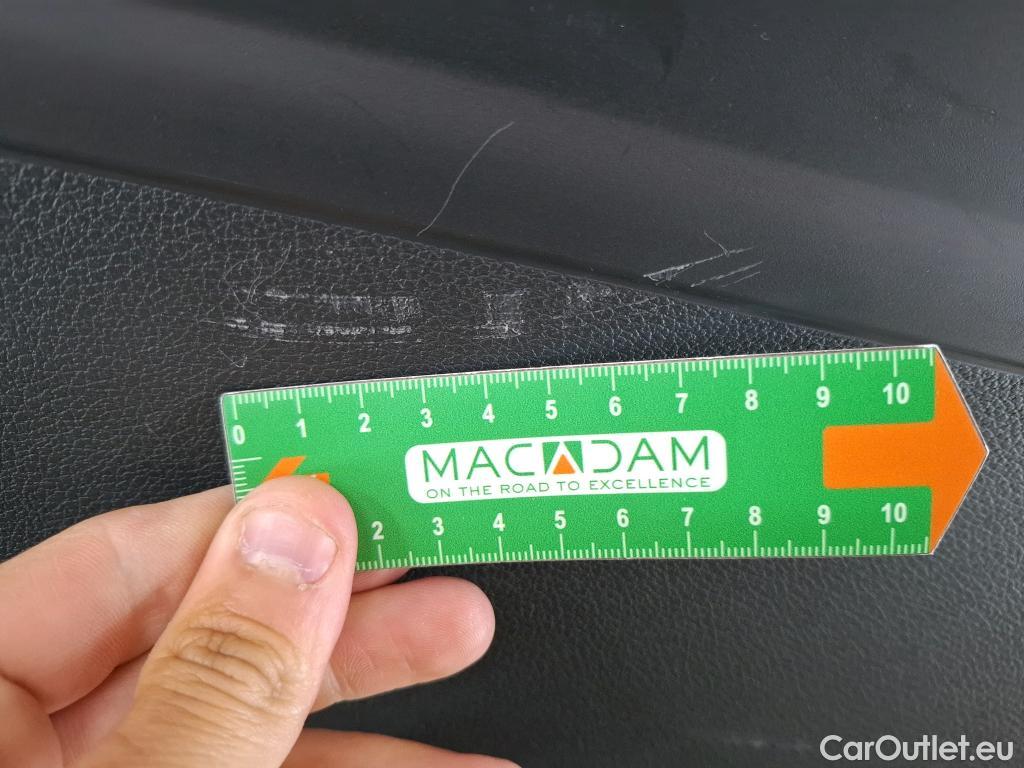 0 1 2 3 4 5 6 7 8 9 10
MACADAM
ON THE ROAD TO EXCELLENCE
2 3 4 5 6 7 8 9 10
CarOutlet.eu